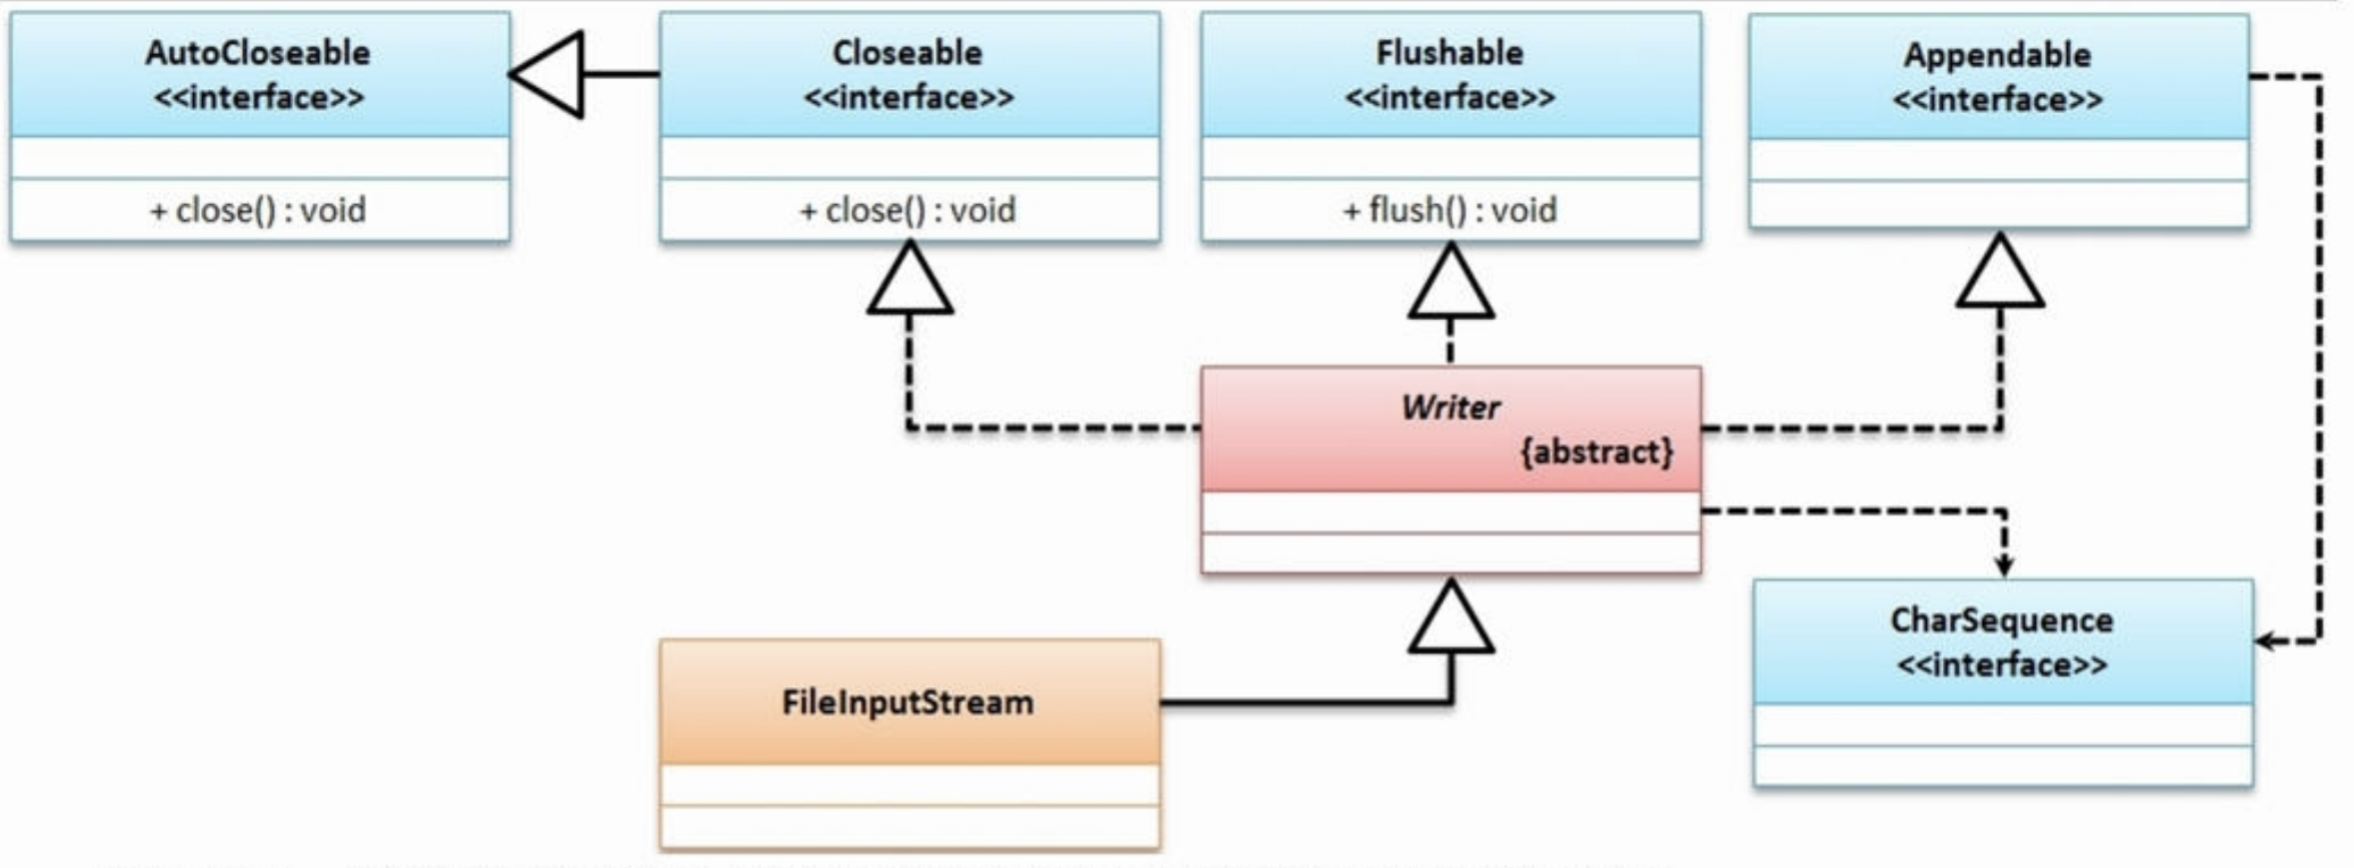 AutoCloseable
<<interface>>
+ close() : void
Closeable
<<interface>>
+ close() : void
Flushable
<<interface>>
+ flush() : void
Appendable
<<interface>>
Writer
{abstract}
FileInputStream
CharSequence
<<interface>>